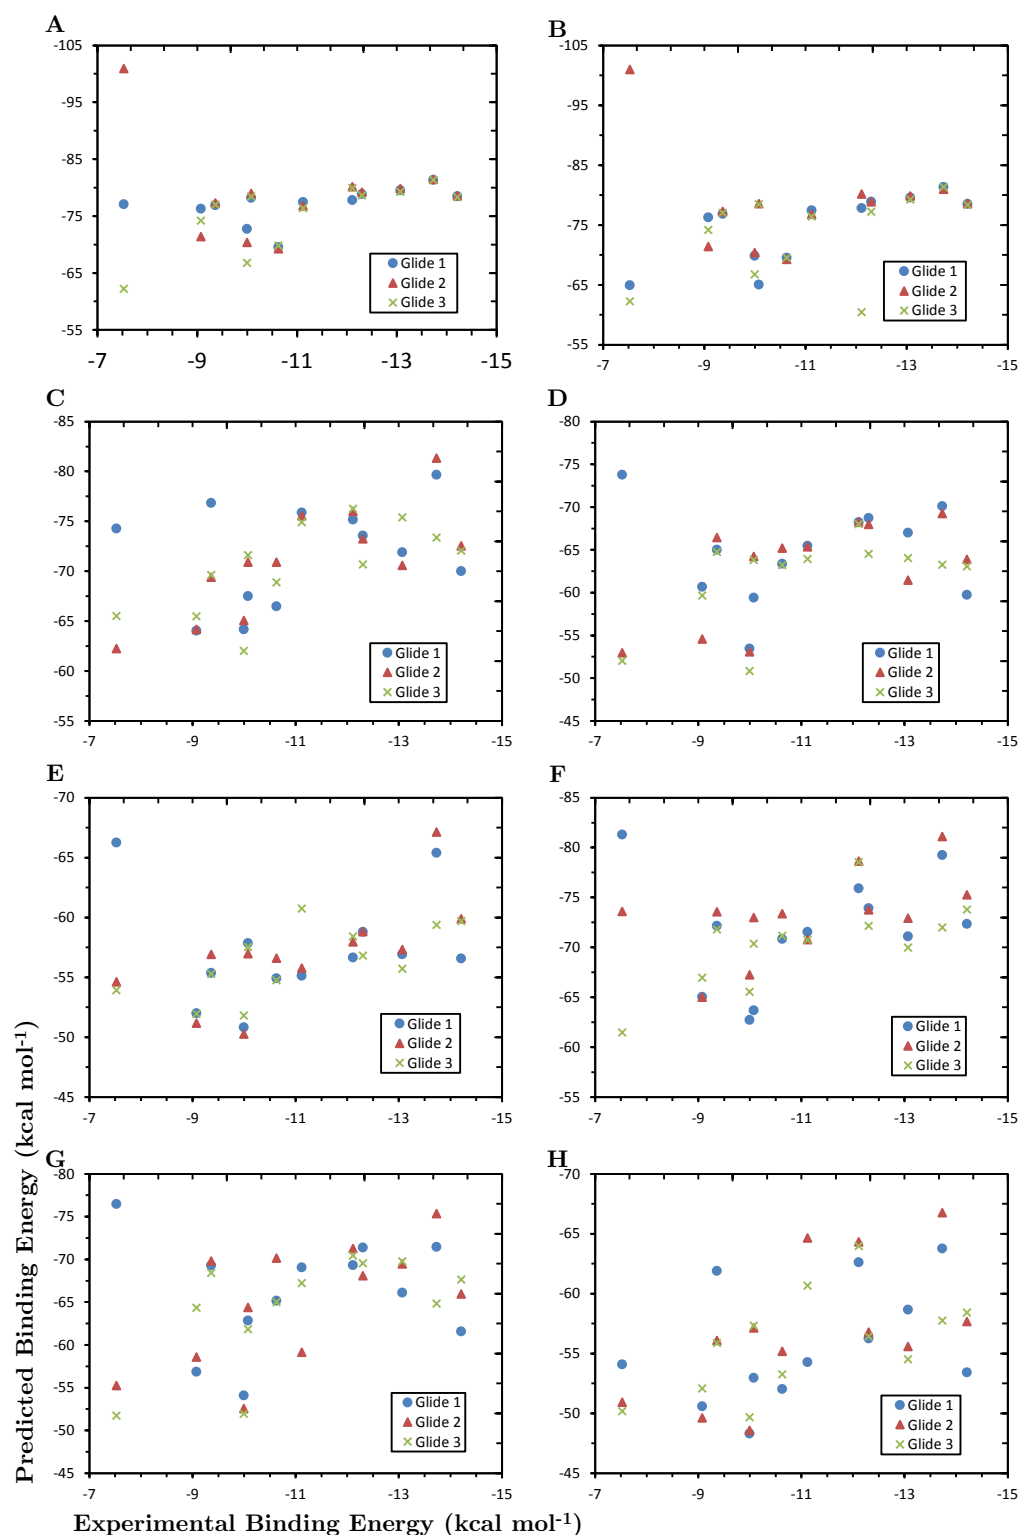 A
-105
-95
-85
-75
-65
-55
Glide 1
Glide 2
Glide 3
-7
-9
-11
-13
-15
B
-105
-95
-85
-75
-65
-55
Glide 1
Glide 2
Glide 3
-7
-9
-11
-13
-15
C
-85
-80
-75
-70
-65
-60
-55
Glide 1
Glide 2
Glide 3
-7
-9
-11
-13
-15
D
-80
-75
-70
-65
-60
-55
-50
-45
Glide 1
Glide 2
Glide 3
-7
-9
-11
-13
-15
E
-70
-65
-60
-55
-50
-45
Glide 1
Glide 2
Glide 3
-7
-9
-11
-13
-15
F
-85
-80
-75
-70
-65
-60
-55
Glide 1
Glide 2
Glide 3
-7
-9
-11
-13
-15
G
-80
-75
-70
-65
-60
-55
-50
-45
Glide 1
Glide 2
Glide 3
-7
-9
-11
-13
-15
H
-70
-65
-60
-55
-50
-45
Glide 1
Glide 2
Glide 3
-7
-9
-11
-13
-15
Predicted Binding Energy (kcal mol⁻¹)
Experimental Binding Energy (kcal mol⁻¹)